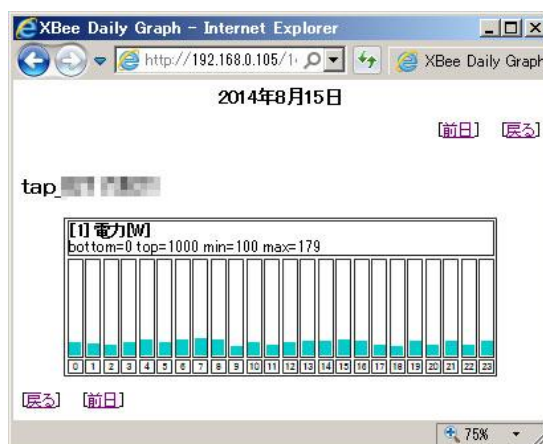 XBee Daily Graph - Internet Explorer
http://192.168.0.105/1 XBee Daily Graph
2014年8月15日
[前日] [戻る]
tap_
[1] 電力[W]
bottom=0 top=1000 min=100 max=179
0 1 2 3 4 5 6 7 8 9 10 11 12 13 14 15 16 17 18 19 20 21 22 23
[戻る] [前日]
75%